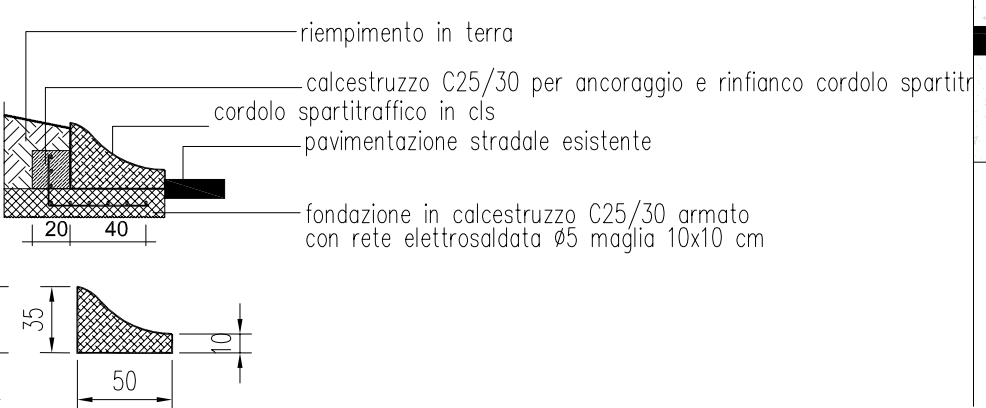 riempimento in terra
calcestruzzo C25/30 per ancoraggio e rinfianco cordolo
cordolo spartitraffico in cls
pavimentazione stradale esistente
fondazione in calcestruzzo C25/30 armato
con rete elettrosaldata Ø5 maglia 10x10 cm
20 40
35
10
50